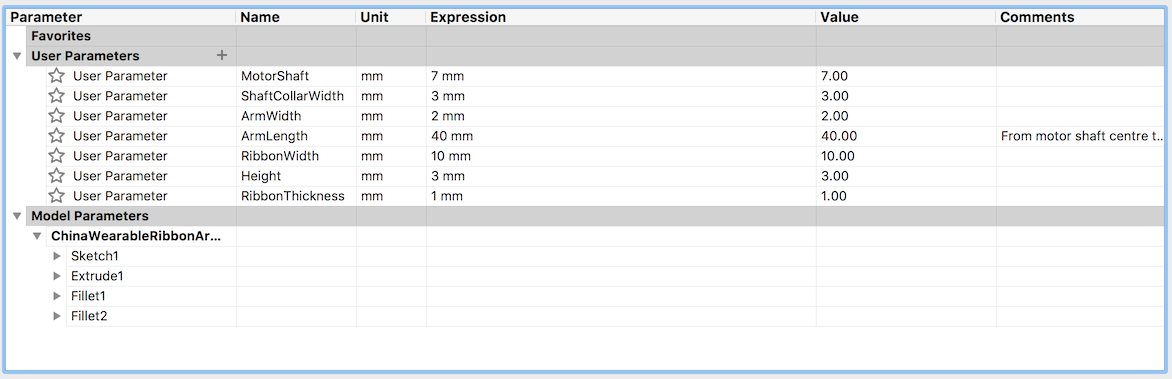 Parameter Name Unit Expression Value Comments
Favorites
User Parameters +
User Parameter MotorShaft mm 7 mm 7.00
User Parameter ShaftCollarWidth mm 3 mm 3.00
User Parameter ArmWidth mm 2 mm 2.00
User Parameter ArmLength mm 40 mm 40.00 From motor shaft centre t...
User Parameter RibbonWidth mm 10 mm 10.00
User Parameter Height mm 3 mm 3.00
User Parameter RibbonThickness mm 1 mm 1.00
Model Parameters
ChinaWearableRibbonAr...
Sketch1
Extrude1
Fillet1
Fillet2